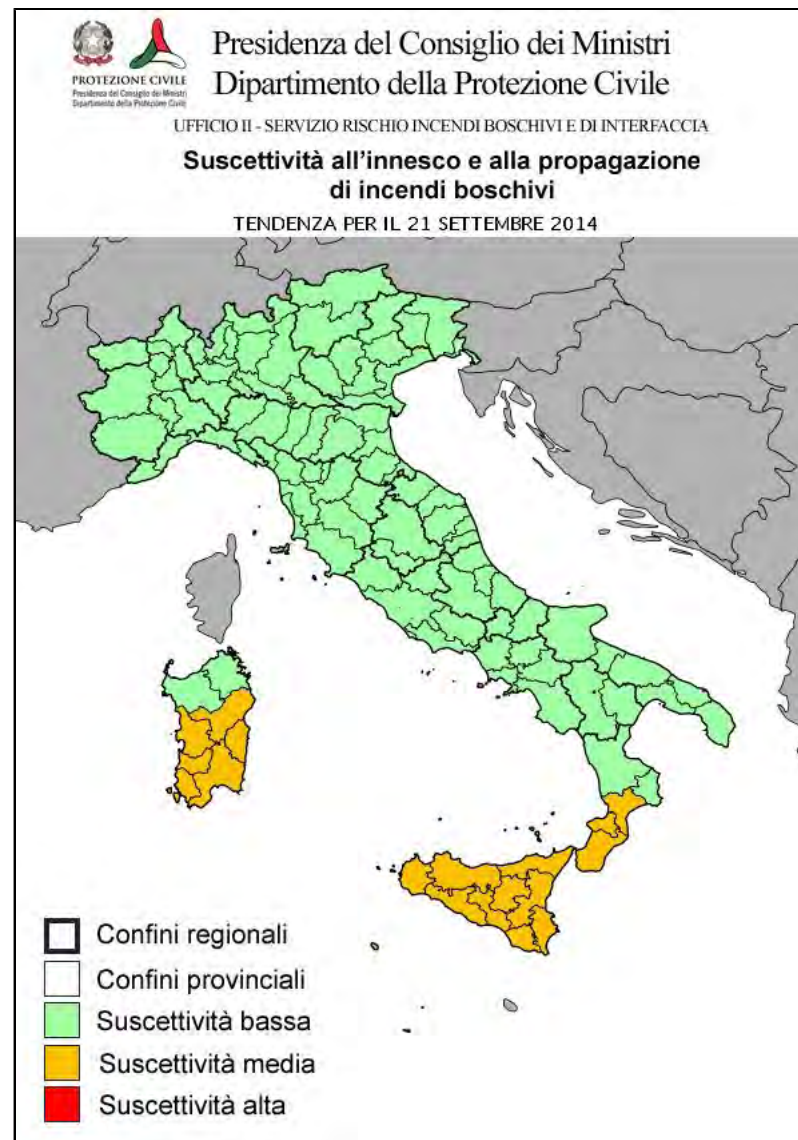 PROTEZIONE CIVILE
Presidenza del Consiglio dei Ministri
Dipartimento della Protezione Civile
Presidenza del Consiglio dei Ministri
Dipartimento della Protezione Civile
UFFICIO II - SERVIZIO RISCHIO INCENDI BOSCHIVI E DI INTERFACCIA
Suscettività all'innesco e alla propagazione
di incendi boschivi
TENDENZA PER IL 21 SETTEMBRE 2014
Confini regionali
Confini provinciali
Suscettività bassa
Suscettività media
Suscettività alta